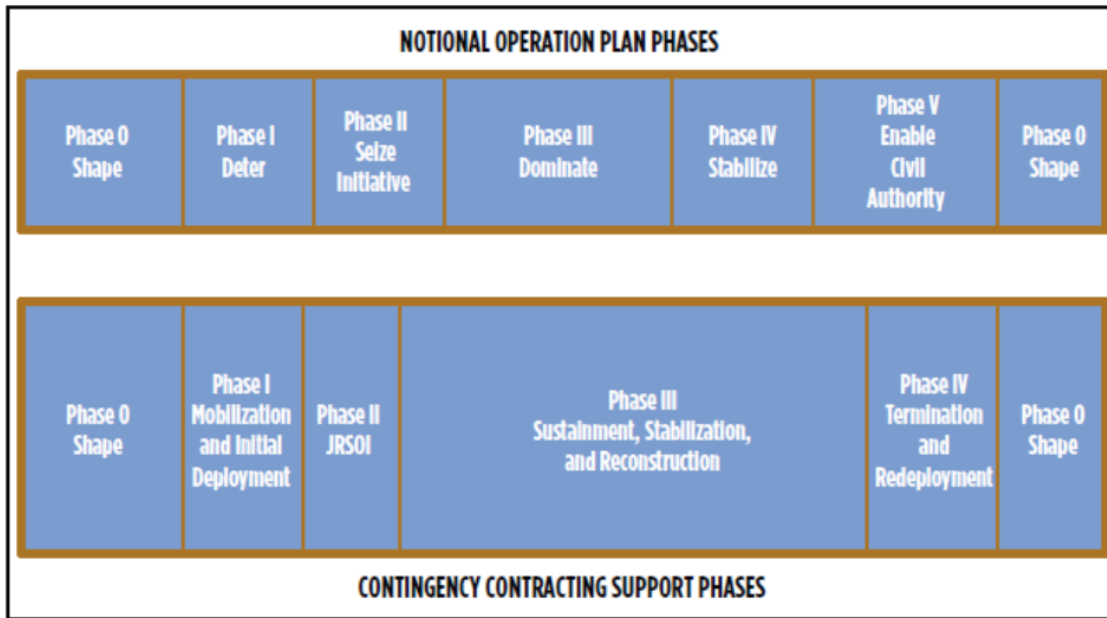 NOTIONAL OPERATION PLAN PHASES
Phase 0
Shape
Phase I
Deter
Phase II
Seize
Initiative
Phase III
Dominate
Phase IV
Stabilize
Phase V
Enable
Civil
Authority
Phase 0
Shape
Phase 0
Shape
Phase I
Mobilization
and Initial
Deployment
Phase II
JRSOI
Phase III
Sustainment, Stabilization,
and Reconstruction
Phase IV
Termination
and
Redeployment
Phase 0
Shape
CONTINGENCY CONTRACTING SUPPORT PHASES